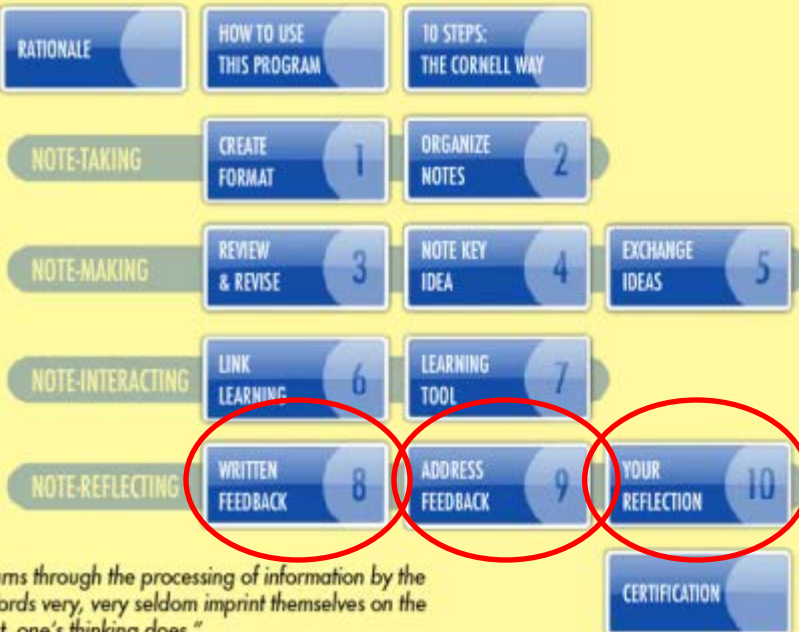 RATIONALE
HOW TO USE
THIS PROGRAM
10 STEPS:
THE CORNELL WAY
NOTE-TAKING
CREATE
FORMAT
1
ORGANIZE
NOTES
2
NOTE-MAKING
REVIEW
& REVISE
3
NOTE KEY
IDEA
4
EXCHANGE
IDEAS
5
NOTE-INTERACTING
LINK
LEARNING
6
LEARNING
TOOL
7
NOTE-REFLECTING
WRITTEN
FEEDBACK
8
ADDRESS
FEEDBACK
9
YOUR
REFLECTION
10
through the processing of information by the
very, very seldom imprint themselves on the
one's thinking does."
CERTIFICATION